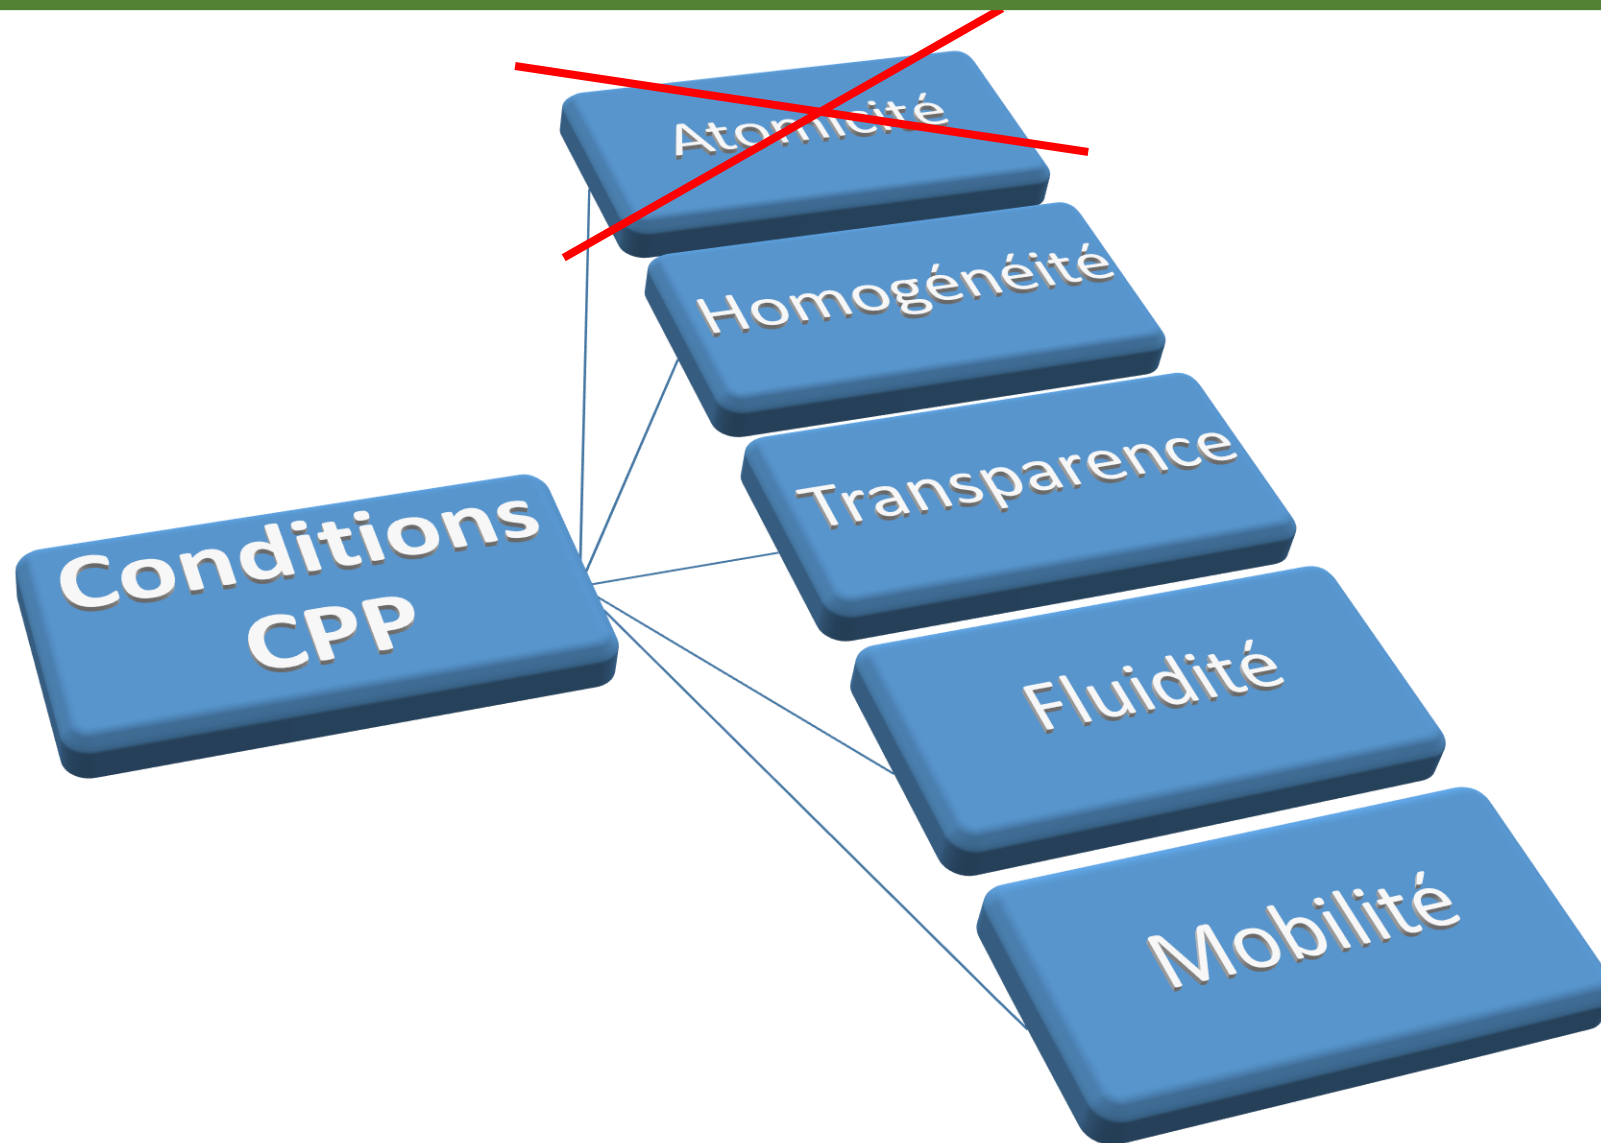 Atomicité
Homogénéité
Transparence
Conditions
CPP
Fluidité
Mobilité